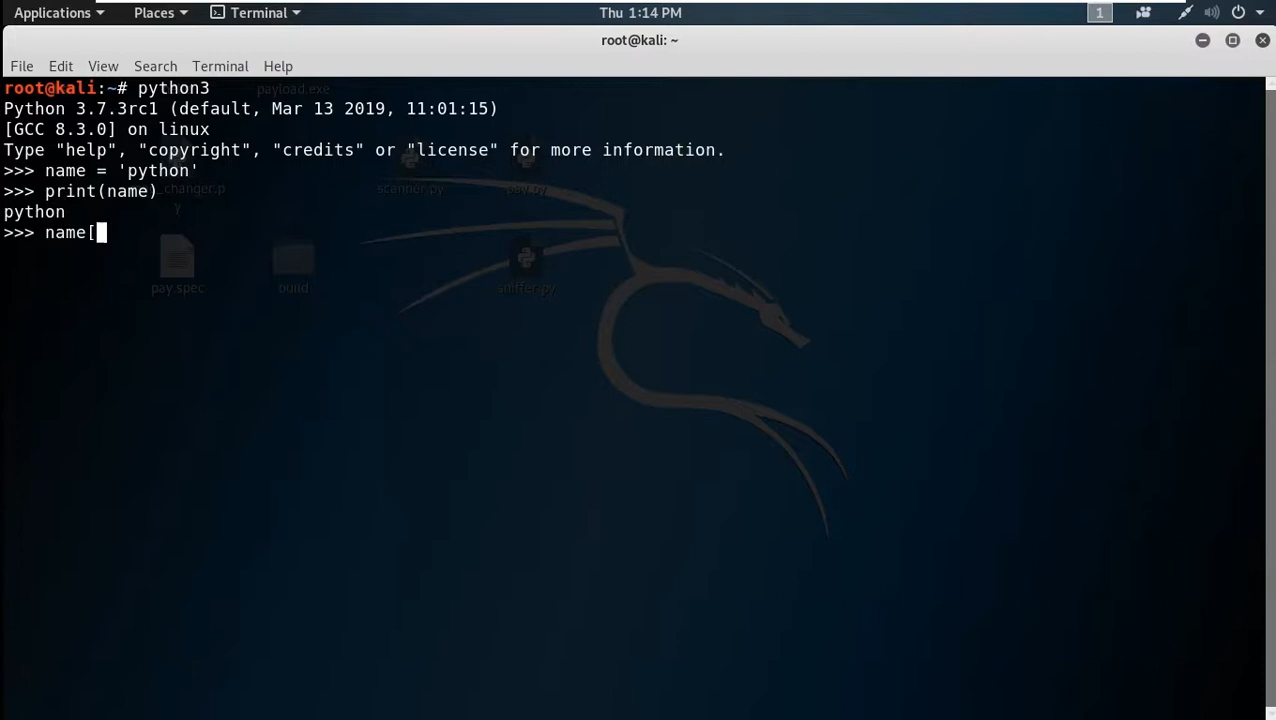 Applications Places Terminal Thu 1:14 PM 1
root@kali: ~
File Edit View Search Terminal Help
root@kali:~# python3
payload.exe
Python 3.7.3rc1 (default, Mar 13 2019, 11:01:15)
[GCC 8.3.0] on linux
Type "help", "copyright", "credits" or "license" for more information.
>>> name = 'python'
_changer.p
y
scanner.py
pay.py
>>> print(name)
python
>>> name[
pay.spec
build
sniffer.py